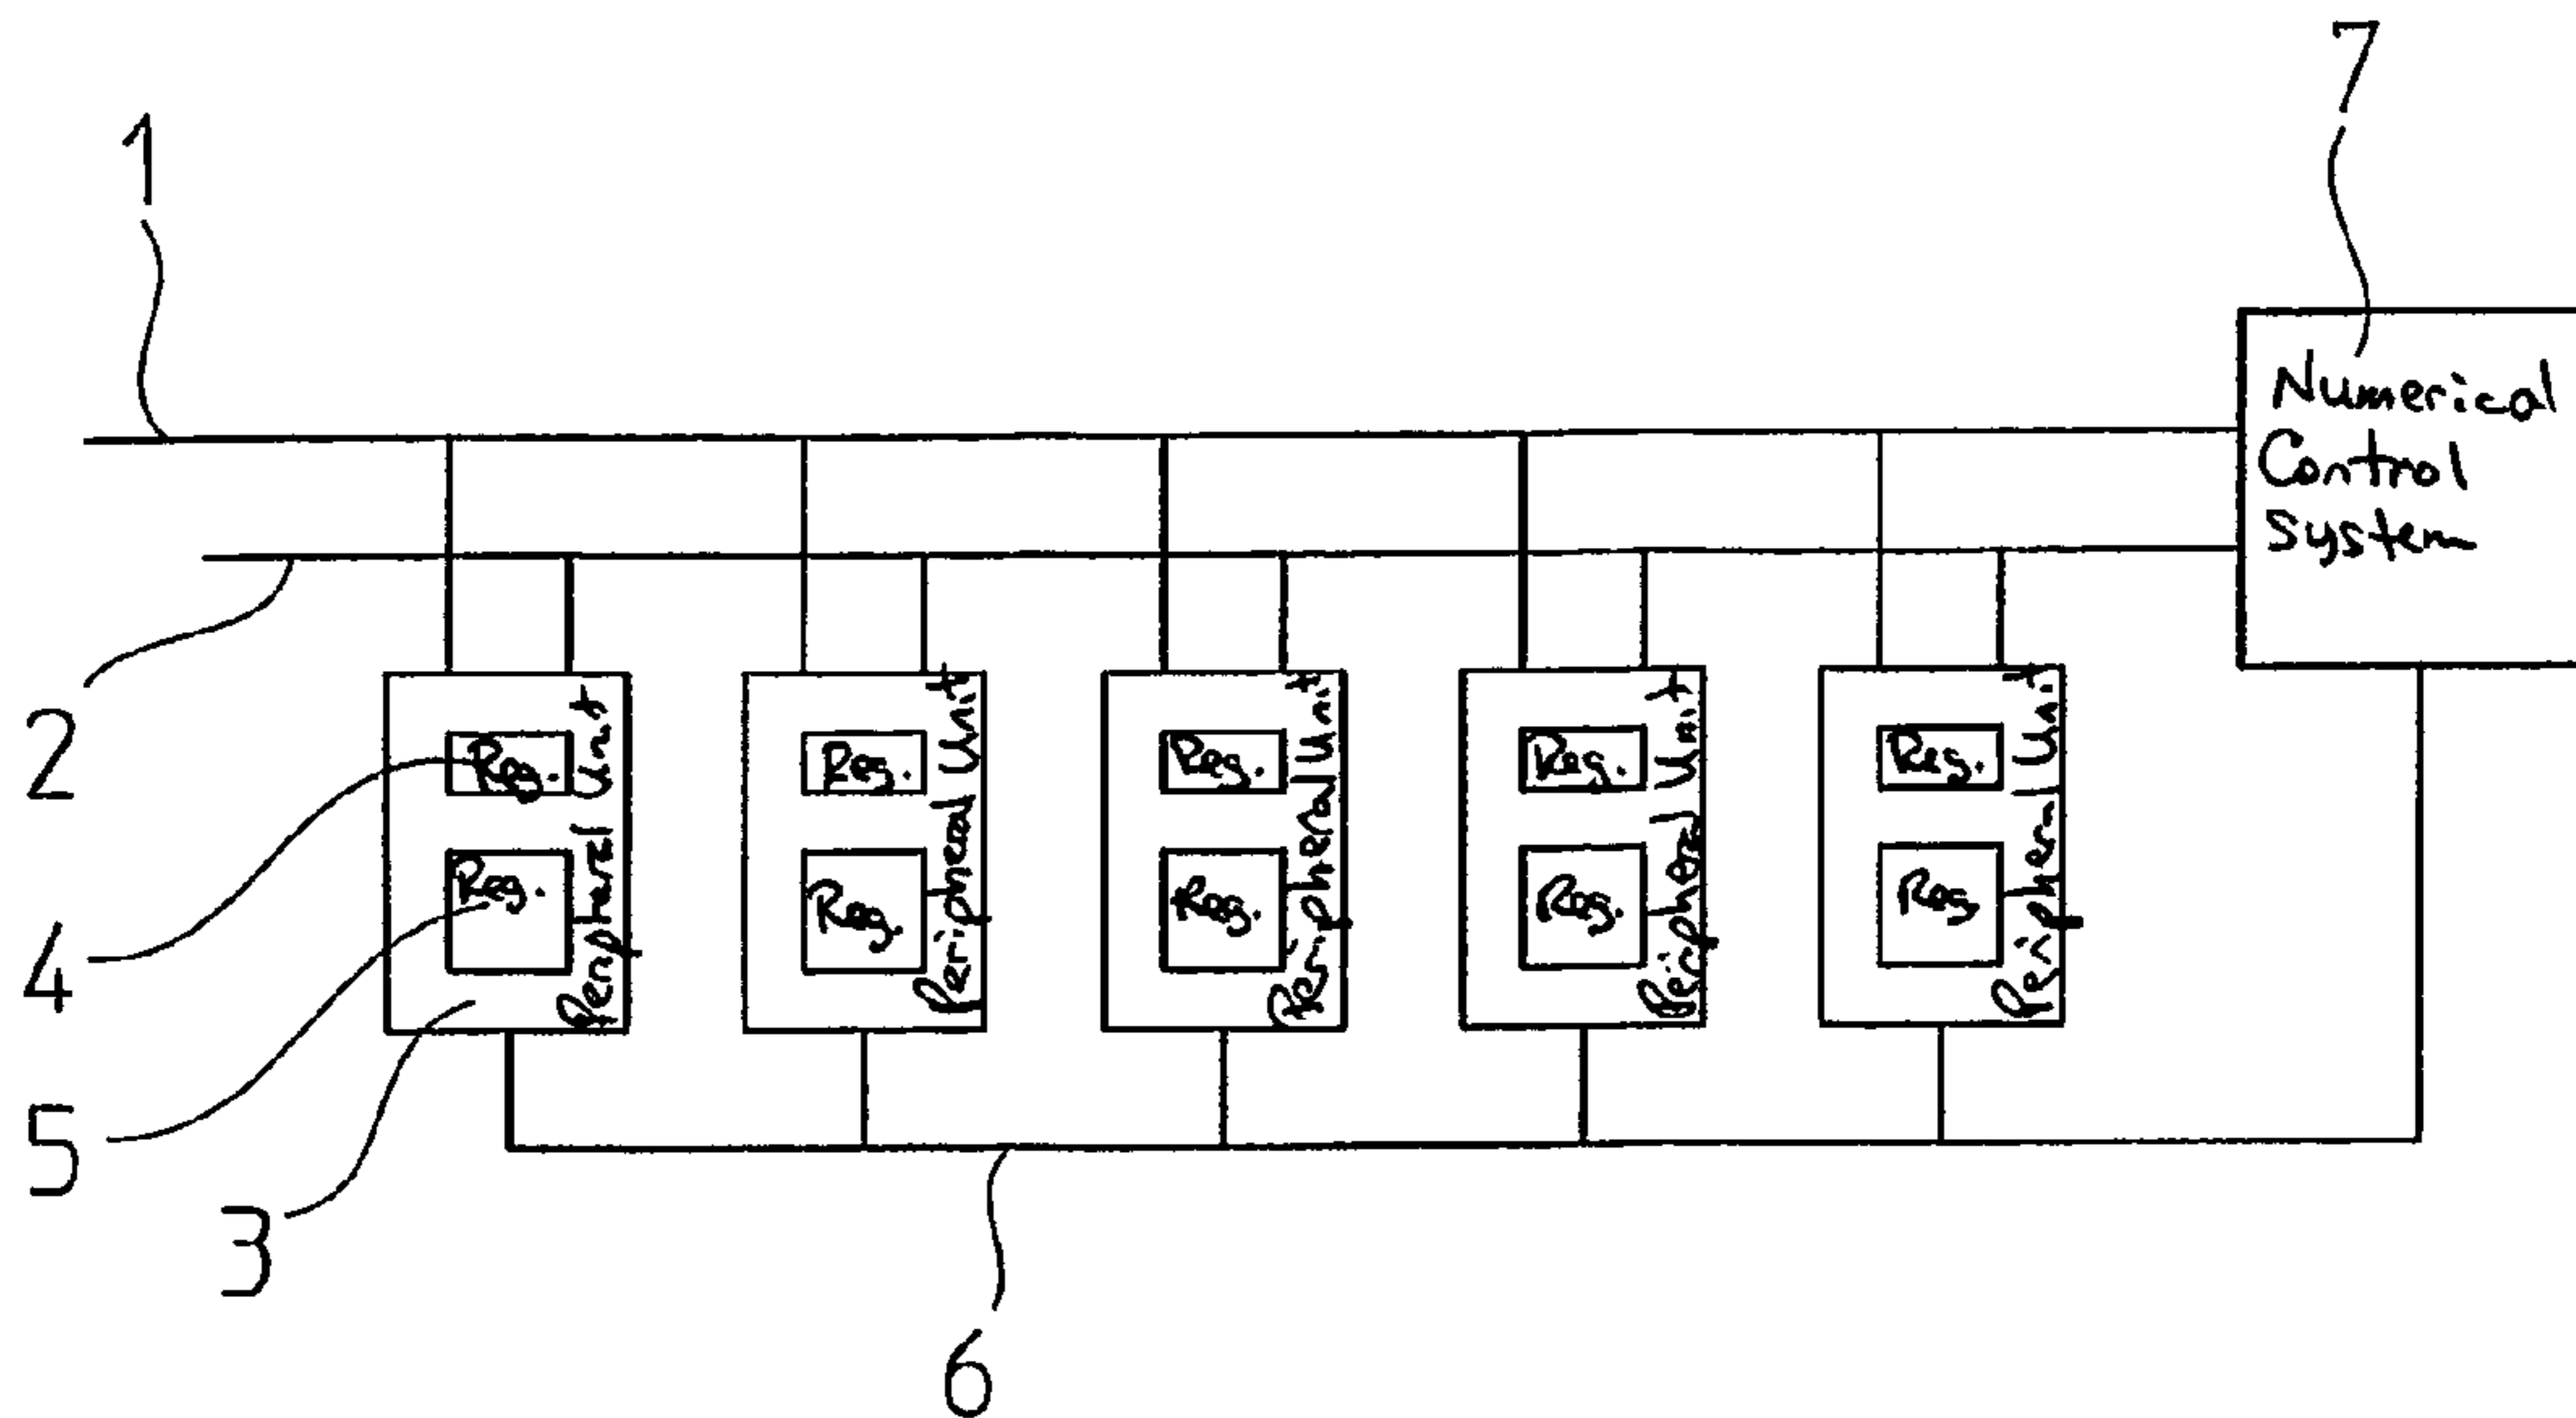 7
1
Numerical
Control
System
2
Reg.
Reg.
Peripheral Unit
Reg.
Reg.
Peripheral Unit
Reg.
Reg.
Peripheral Unit
Reg.
Reg.
Peripheral Unit
Reg.
Reg.
Peripheral Unit
4
5
3
6